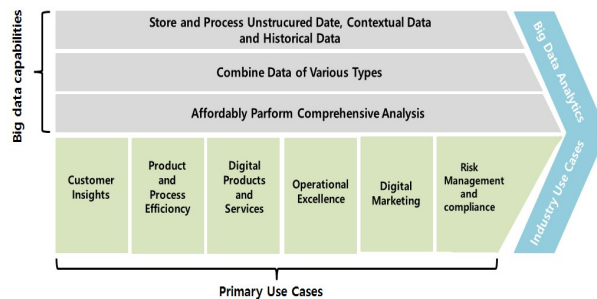 Big data capabilities
Store and Process Unstrucured Date, Contextual Data
and Historical Data
Combine Data of Various Types
Affordably Parform Comprehensive Analysis
Big Data Analytics
Industry Use Cases
Customer
Insights
Product
and
Process
Efficiency
Digital
Products
and
Services
Operational
Excellence
Digital
Marketing
Risk
Management
and
compliance
Primary Use Cases